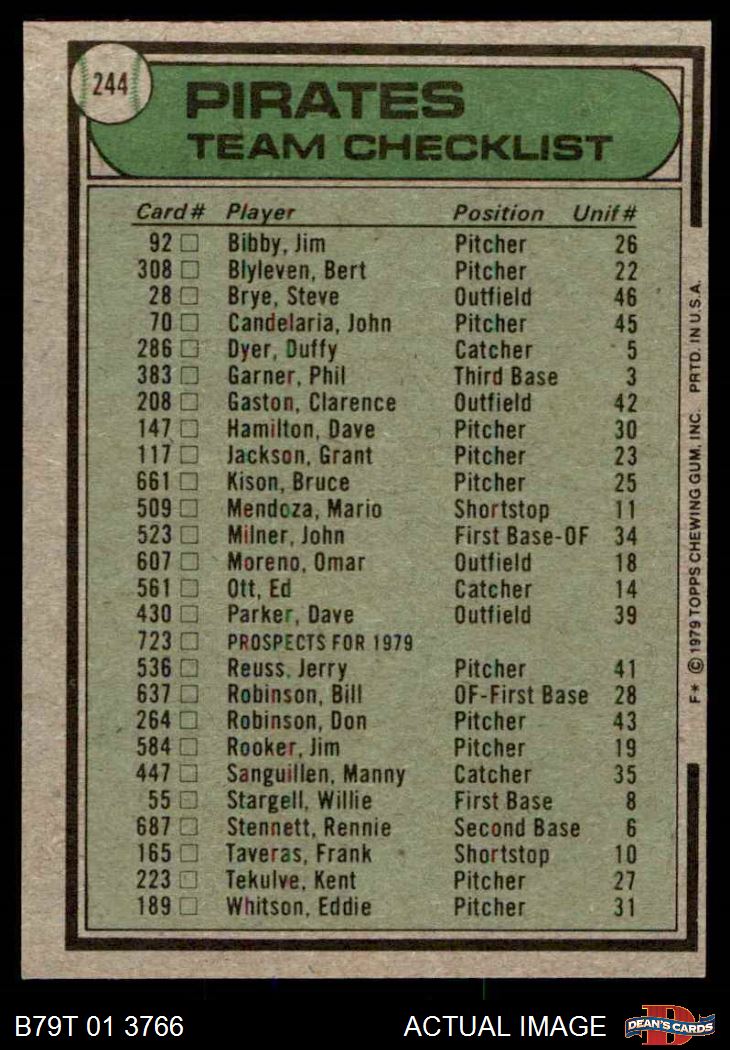 244
PIRATES
TEAM CHECKLIST
Card# Player Position Unif#
92 Bibby, Jim Pitcher 26
308 Blyleven, Bert Pitcher 22
28 Brye, Steve Outfield 46
70 Candelaria, John Pitcher 45
286 Dyer, Duffy Catcher 5
383 Garner, Phil Third Base 3
208 Gaston, Clarence Outfield 42
147 Hamilton, Dave Pitcher 30
117 Jackson, Grant Pitcher 23
661 Kison, Bruce Pitcher 25
509 Mendoza, Mario Shortstop 11
523 Milner, John First Base-OF 34
607 Moreno, Omar Outfield 18
561 Ott, Ed Catcher 14
430 Parker, Dave Outfield 39
723 PROSPECTS FOR 1979
536 Reuss, Jerry Pitcher 41
637 Robinson, Bill OF-First Base 28
264 Robinson, Don Pitcher 43
584 Rooker, Jim Pitcher 19
447 Sanguillen, Manny Catcher 35
55 Stargell, Willie First Base 8
687 Stennett, Rennie Second Base 6
165 Taveras, Frank Shortstop 10
223 Tekulve, Kent Pitcher 27
189 Whitson, Eddie Pitcher 31
F* © 1979 TOPPS CHEWING GUM, INC. PRTD. IN U.S.A.
B79T 01 3766 ACTUAL IMAGE
D
DEAN'S CARDS